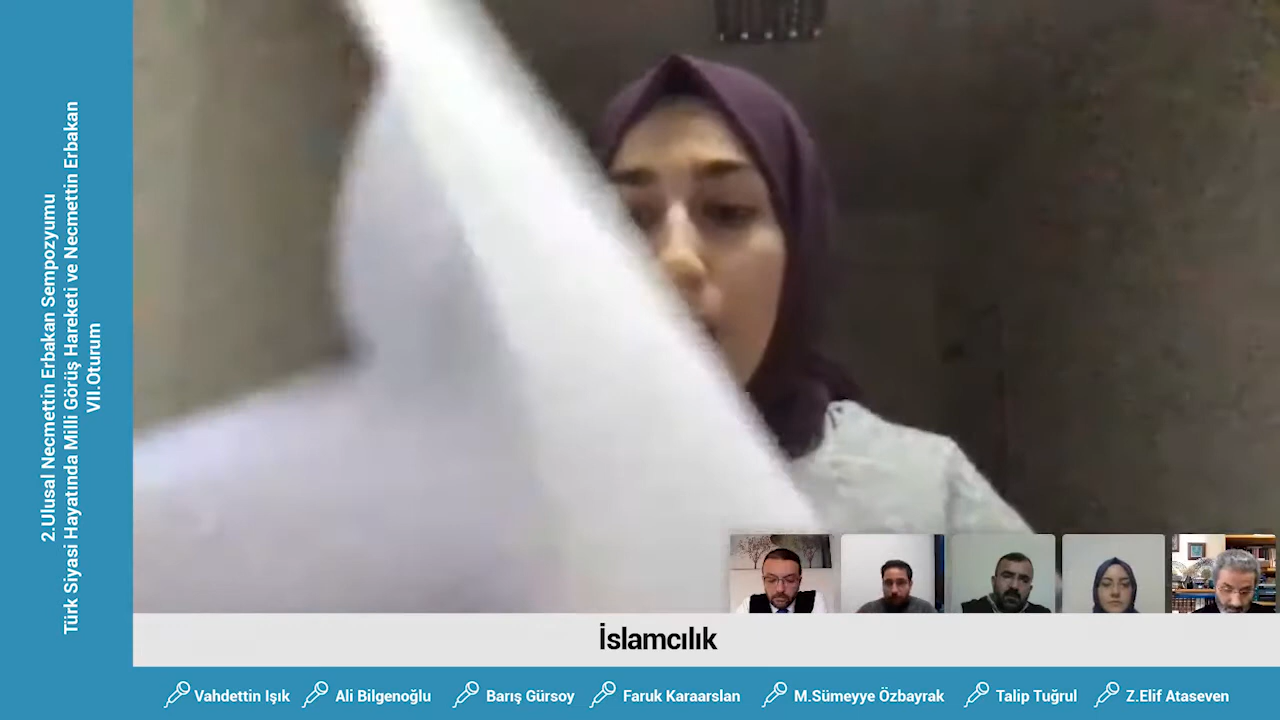 2.Ulusal Necmettin Erbakan Sempozyumu
Türk Siyasi Hayatında Milli Görüş Hareketi ve Necmettin Erbakan
VII.Oturum
İslamcılık
Vahdettin Işık Ali Bilgenoğlu Barış Gürsoy Faruk Karaarslan M.Sümeyye Özbayrak Talip Tuğrul Z.Elif Ataseven